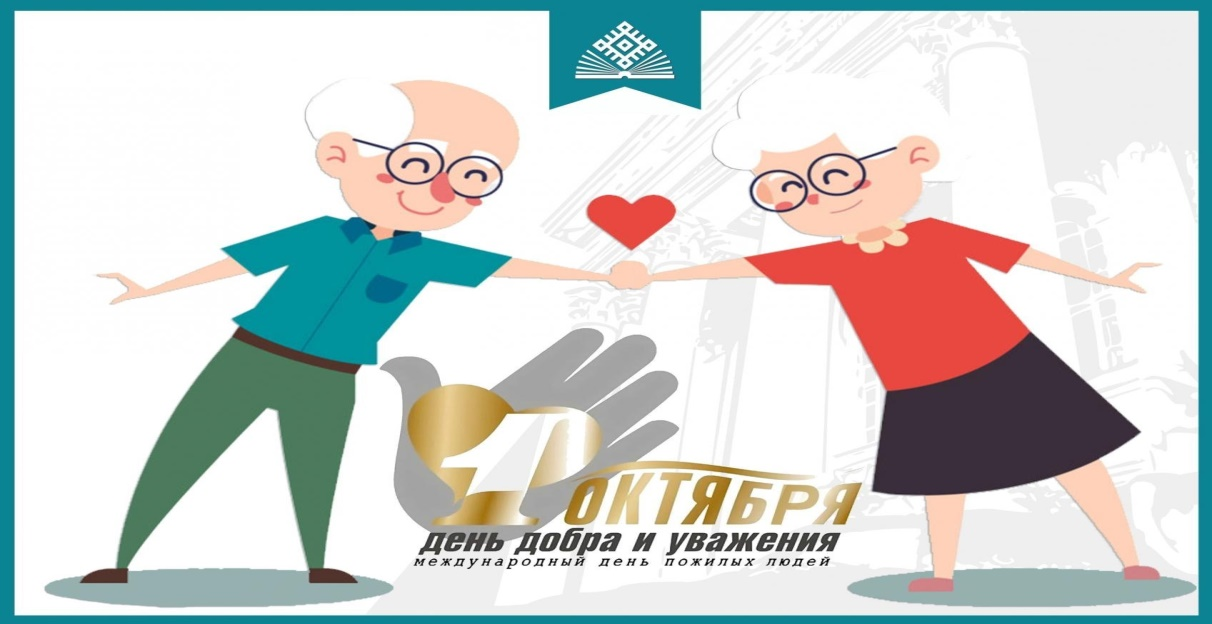 1 ОКТЯБРЯ
день добра и уважения
международный день пожилых людей